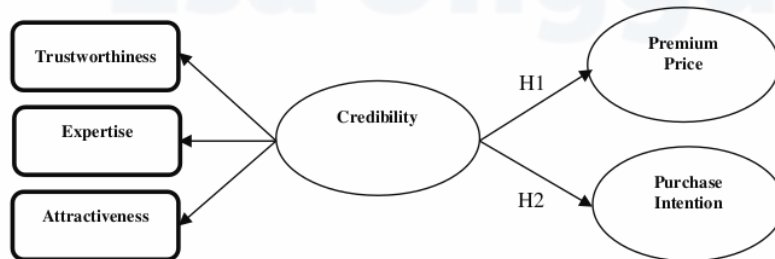 Trustworthiness
Expertise
Attractiveness
Credibility
H1
H2
Premium
Price
Purchase
Intention